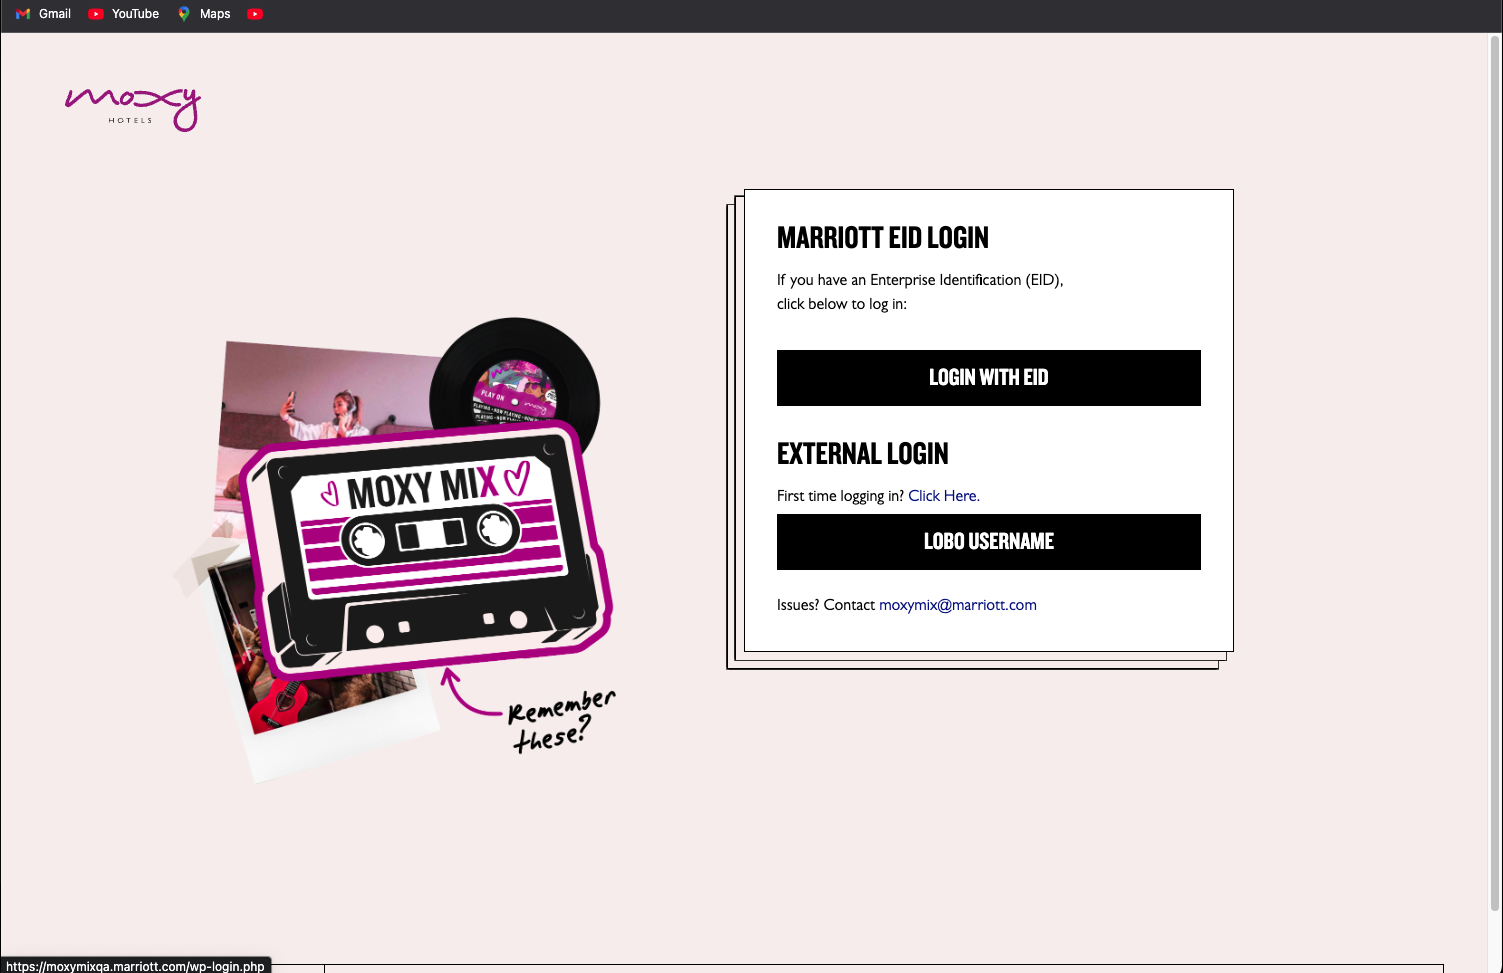 Gmail YouTube Maps
moxy
HOTELS
MARRIOTT EID LOGIN
If you have an Enterprise Identification (EID),
click below to log in:
LOGIN WITH EID
EXTERNAL LOGIN
First time logging in? Click Here.
LOBO USERNAME
Issues? Contact moxymix@marriott.com
PLAY ON
moxy
MOXY MIX
Remember
these?
https://moxymixqa.marriott.com/wp-login.php